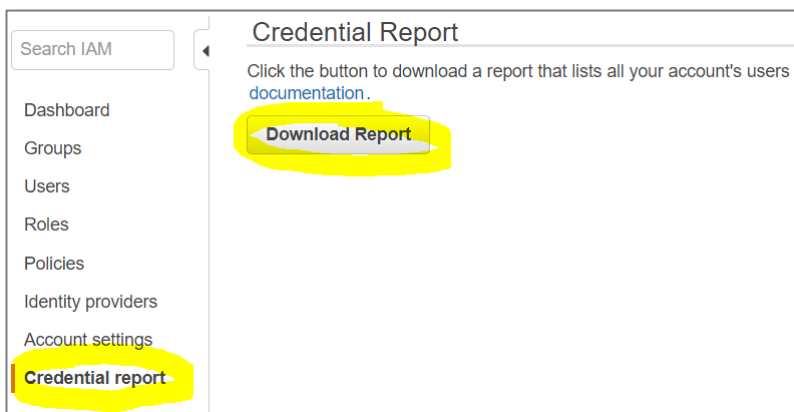 Search IAM
Dashboard
Groups
Users
Roles
Policies
Identity providers
Account settings
Credential report
Credential Report
Click the button to download a report that lists all your account's users
documentation.
Download Report